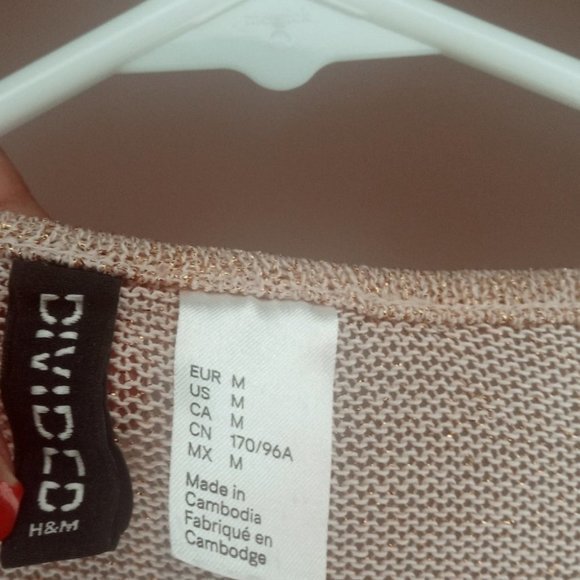 DIVIDED
H&M
EUR M
US M
CA M
CN 170/96A
MX M
Made in
Cambodia
Fabriqué en
Cambodge